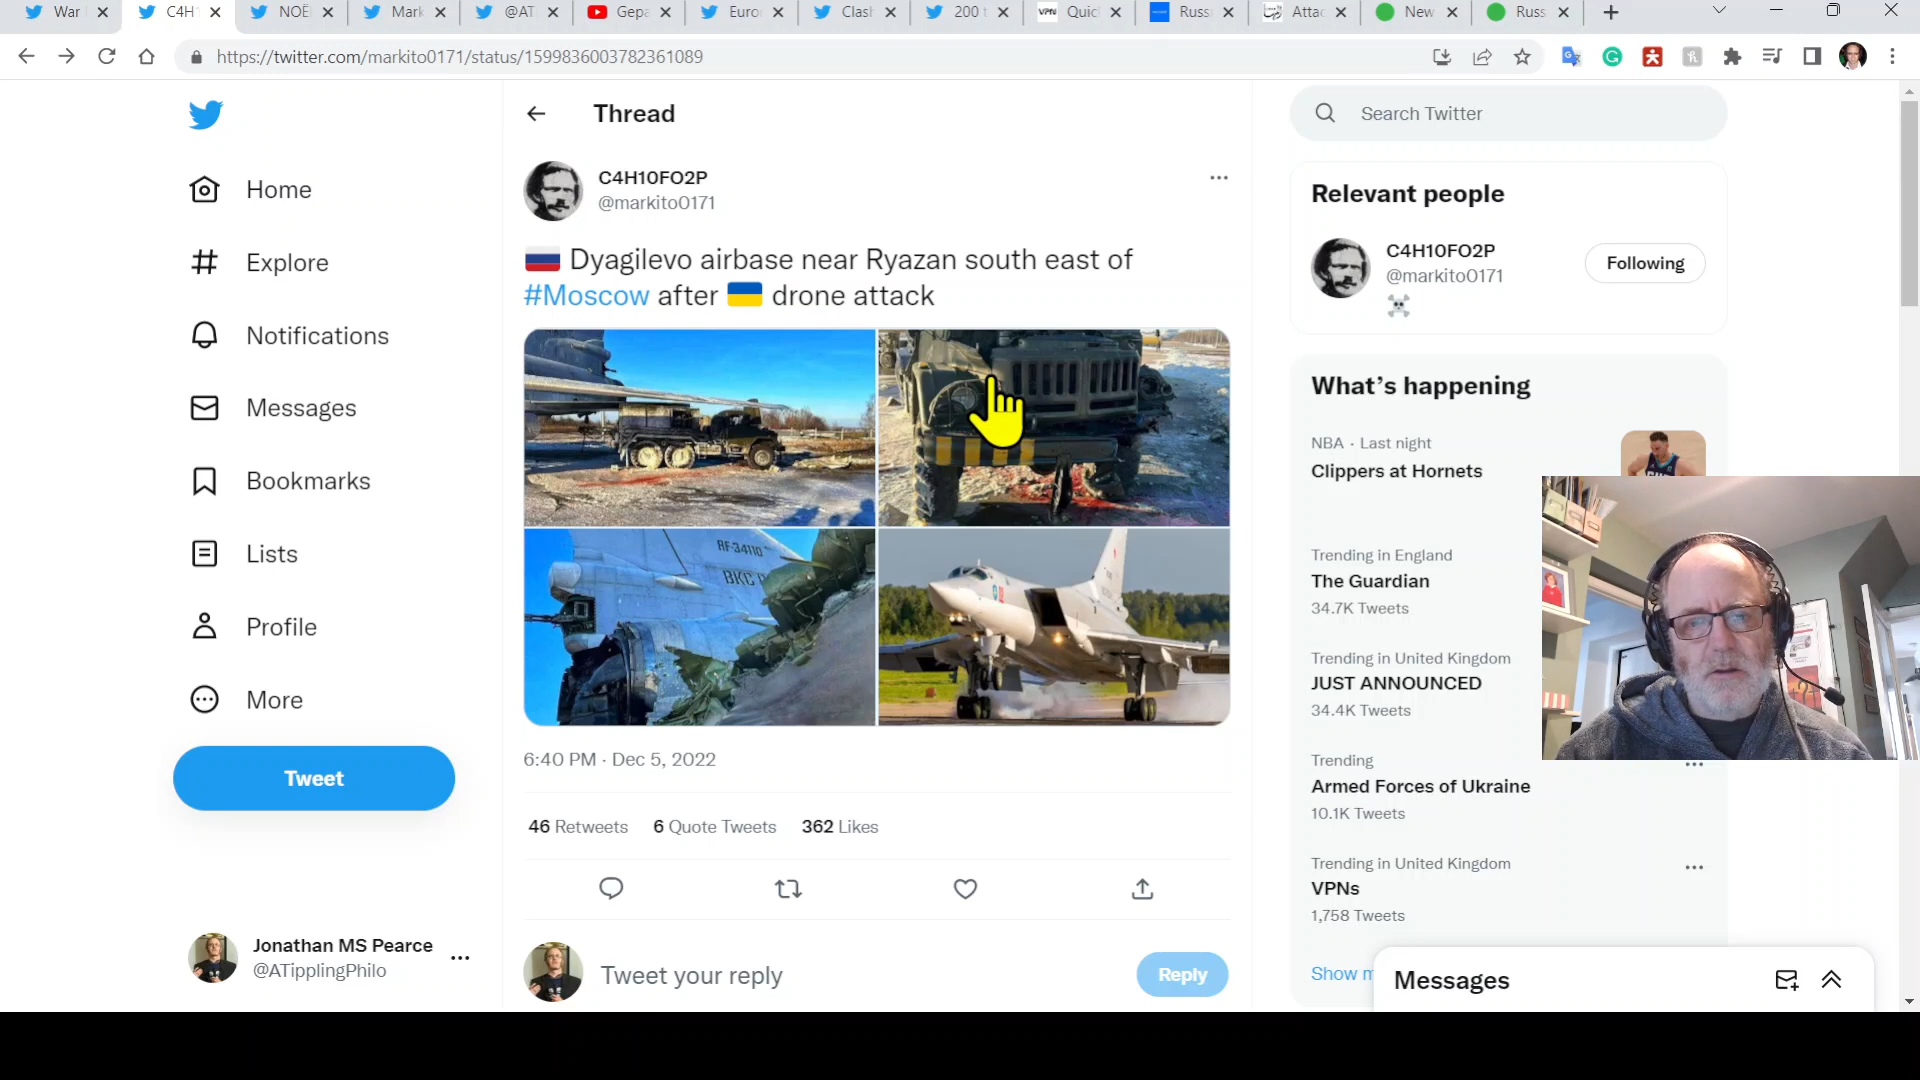 War
C4H1
NOËL
Mark
@AT
Gepa
Euro
Clas
200
VPN
Quic
Russ
Attac
New
Russ
https://twitter.com/markito0171/status/1599836003782361089
Home
Explore
Notifications
Messages
Bookmarks
Lists
Profile
More
Tweet
Jonathan MS Pearce
@ATipplingPhilo
Thread
C4H10FO2P
@markito0171
Dyagilevo airbase near Ryazan south east of
#Moscow after drone attack
RF-34110
ВКС
6:40 PM · Dec 5, 2022
46 Retweets 6 Quote Tweets 362 Likes
Tweet your reply
Reply
Search Twitter
Relevant people
C4H10FO2P
@markito0171
Following
What's happening
NBA · Last night
Clippers at Hornets
Trending in England
The Guardian
34.7K Tweets
Trending in United Kingdom
JUST ANNOUNCED
34.4K Tweets
Trending
Armed Forces of Ukraine
10.1K Tweets
Trending in United Kingdom
VPNs
1,758 Tweets
Show m
Messages